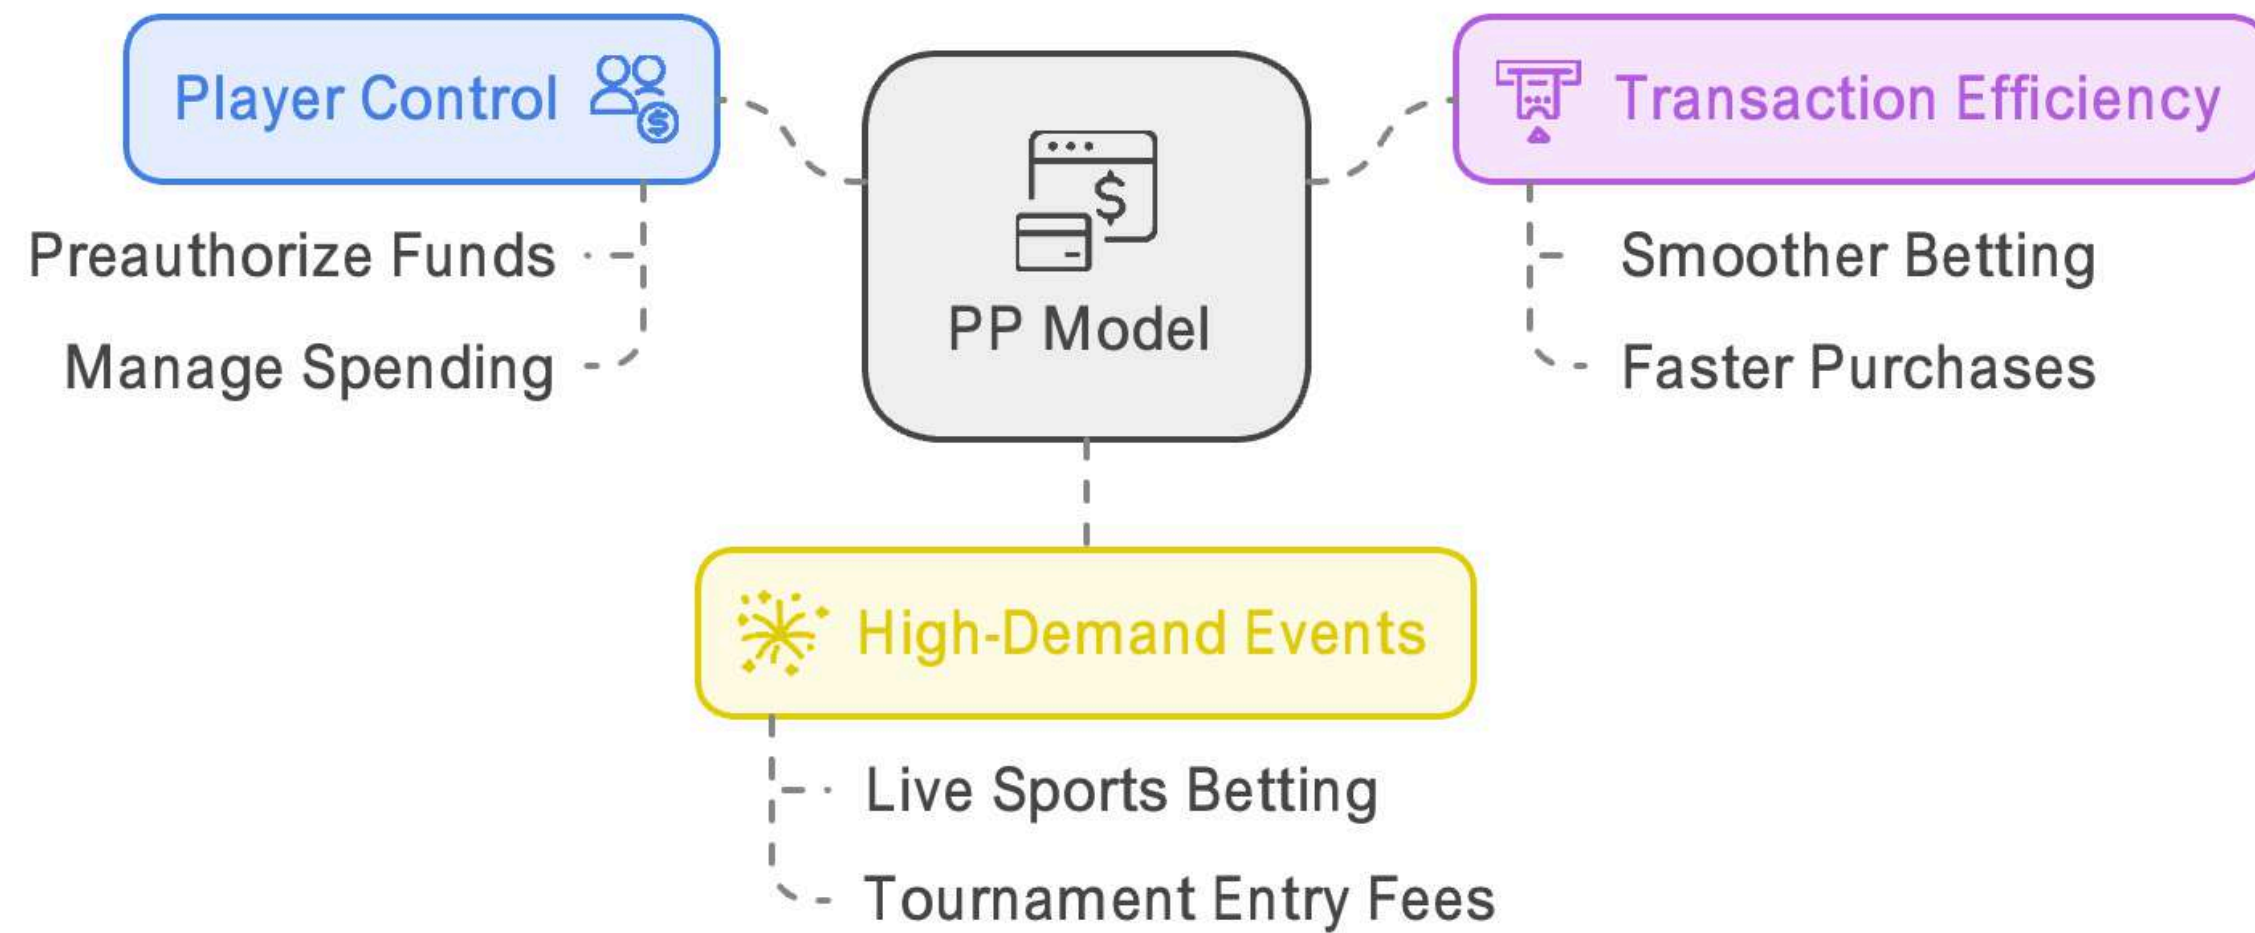 Player Control
Preauthorize Funds
Manage Spending
$
PP Model
Transaction Efficiency
Smoother Betting
Faster Purchases
High-Demand Events
Live Sports Betting
Tournament Entry Fees